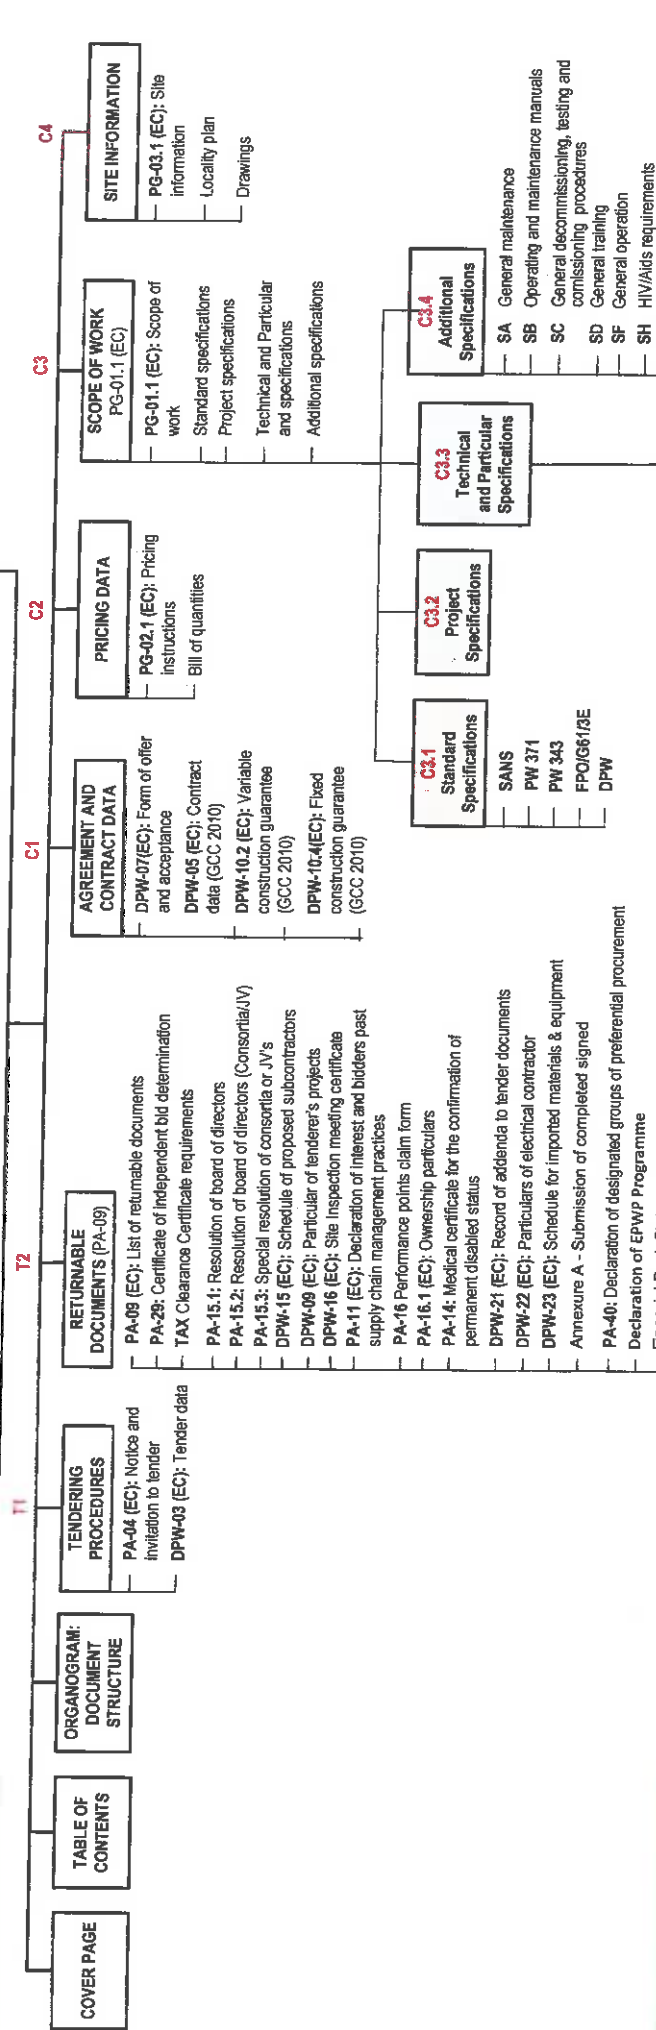 COVER PAGE
TABLE OF
CONTENTS
ORGANOGRAM:
DOCUMENT
STRUCTURE
T1
TENDERING
PROCEDURES
PA-04 (EC): Notice and
invitation to tender
DPW-03 (EC): Tender data
T2
RETURNABLE
DOCUMENTS (PA-09)
PA-09 (EC): List of returnable documents
PA-29: Certificate of independent bid determination
TAX Clearance Certificate requirements
PA-15.1: Resolution of board of directors
PA-15.2: Resolution of board of directors (Consortia/JV)
PA-15.3: Special resolution of consortia or JV's
DPW-15 (EC): Schedule of proposed subcontractors
DPW-09 (EC): Particular of tenderer's projects
DPW-16 (EC): Site Inspection meeting certificate
PA-11 (EC): Declaration of interest and bidders past
supply chain management practices
PA-16 Performance points claim form
PA-16.1 (EC): Ownership particulars
PA-14: Medical certificate for the confirmation of
permanent disabled status
DPW-21 (EC): Record of addenda to tender documents
DPW-22 (EC): Particulars of electrical contractor
DPW-23 (EC): Schedule for imported materials & equipment
Annexure A - Submission of completed signed
PA-40: Declaration of designated groups of preferential procurement
Declaration of EPWP Programme
C1
AGREEMENT AND
CONTRACT DATA
DPW-07(EC): Form of offer
and acceptance
DPW-05 (EC): Contract
data (GCC 2010)
DPW-10.2 (EC): Variable
construction guarantee
(GCC 2010)
DPW-10.4(EC): Fixed
construction guarantee
(GCC 2010)
C2
PRICING DATA
PG-02.1 (EC): Pricing
instructions
Bill of quantities
C3
SCOPE OF WORK
PG-01.1 (EC)
PG-01.1 (EC): Scope of
work
Standard specifications
Project specifications
Technical and Particular
and specifications
Additional specifications
C4
SITE INFORMATION
PG-03.1 (EC): Site
information
Locality plan
Drawings
C3.1
Standard
Specifications
SANS
PW 371
PW 343
FPO/G61/3E
DPW
C3.2
Project
Specifications
C3.3
Technical
and Particular
Specifications
C3.4
Additional
Specifications
SA General maintenance
SB Operating and maintenance manuals
SC General decommissioning, testing and
comissioning procedures
SD General training
SF General operation
SH HIV/Aids requirements